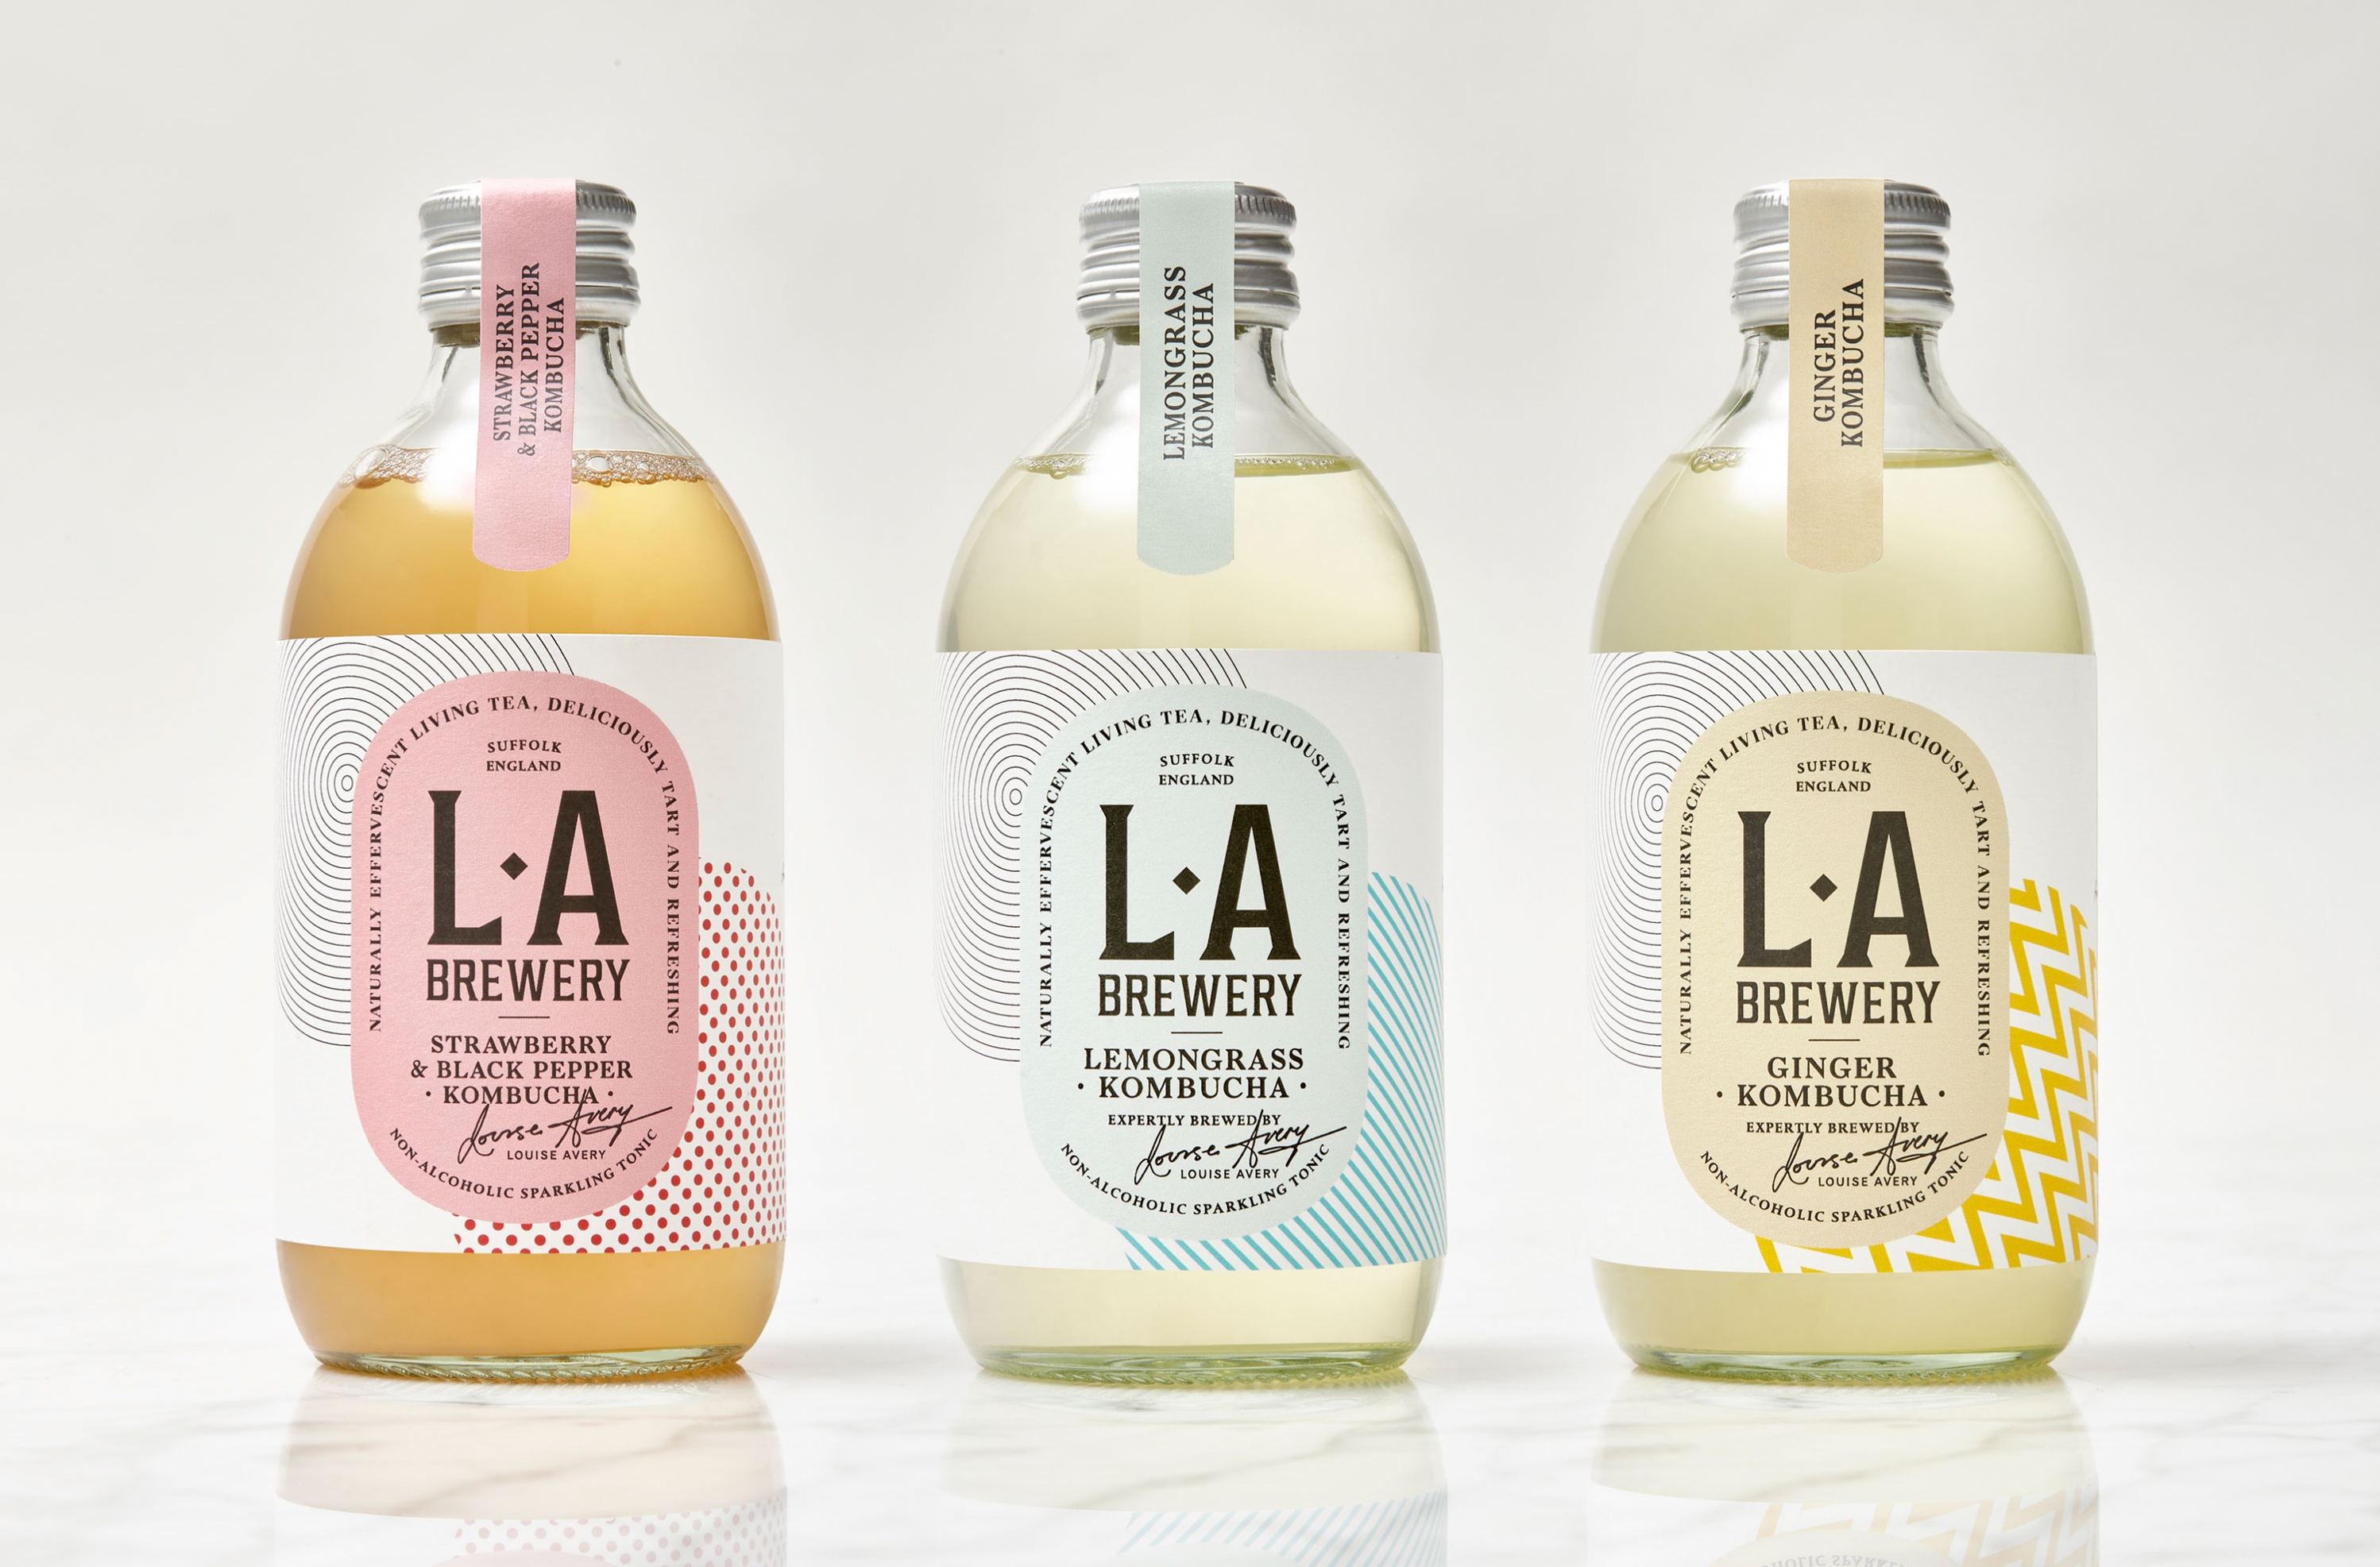 STRAWBERRY
& BLACK PEPPER
KOMBUCHA
NATURALLY EFFERVESCENT LIVING TEA, DELICIOUSLY TART AND REFRESHING
SUFFOLK
ENGLAND
L·A
BREWERY
STRAWBERRY
& BLACK PEPPER
· KOMBUCHA ·
Louise Avery
LOUISE AVERY
NON-ALCOHOLIC SPARKLING TONIC
LEMONGRASS
KOMBUCHA
NATURALLY EFFERVESCENT LIVING TEA, DELICIOUSLY TART AND REFRESHING
SUFFOLK
ENGLAND
L·A
BREWERY
LEMONGRASS
· KOMBUCHA ·
EXPERTLY BREWED BY
Louise Avery
LOUISE AVERY
NON-ALCOHOLIC SPARKLING TONIC
GINGER
KOMBUCHA
NATURALLY EFFERVESCENT LIVING TEA, DELICIOUSLY TART AND REFRESHING
SUFFOLK
ENGLAND
L·A
BREWERY
GINGER
· KOMBUCHA ·
EXPERTLY BREWED BY
Louise Avery
LOUISE AVERY
NON-ALCOHOLIC SPARKLING TONIC